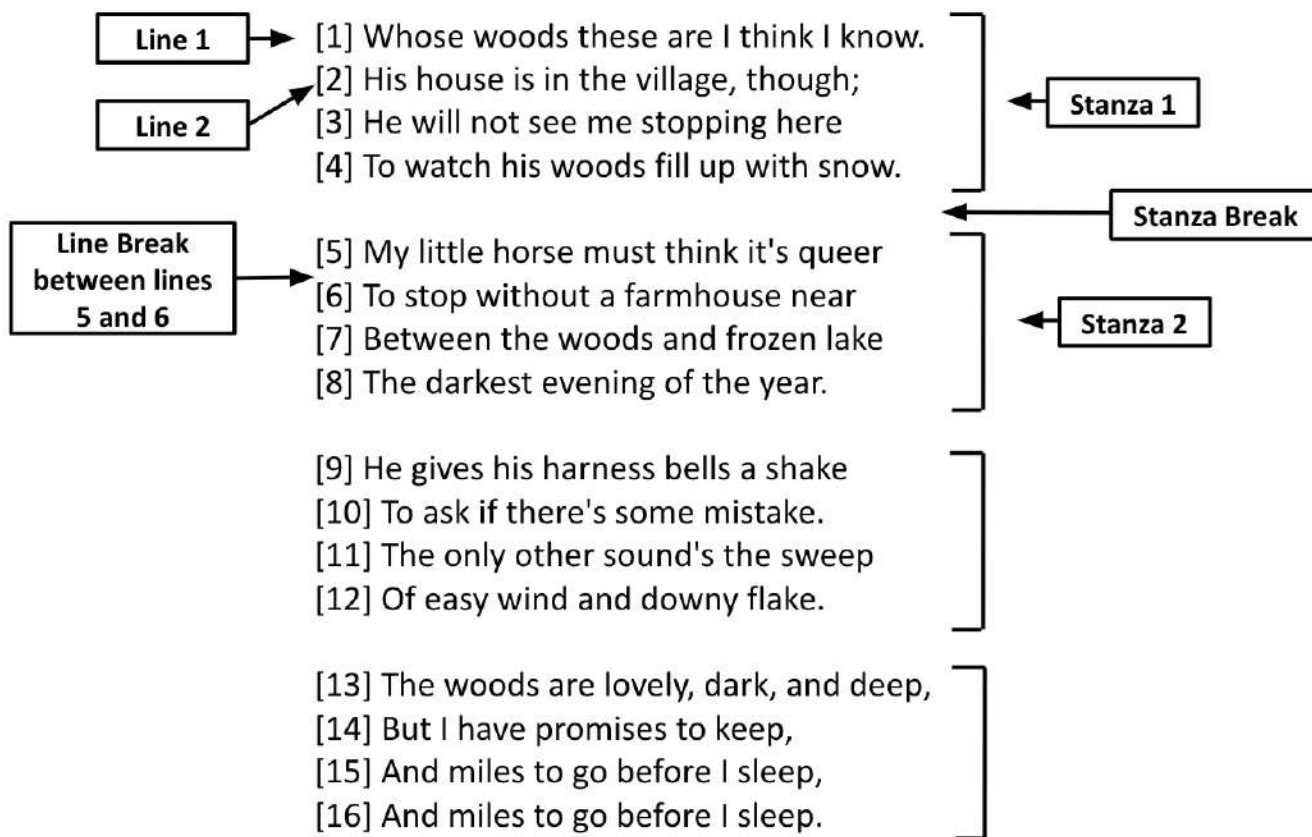 Line 1
[1] Whose woods these are I think I know.
[2] His house is in the village, though;
Line 2
[3] He will not see me stopping here
[4] To watch his woods fill up with snow.
Stanza 1
Stanza Break
Line Break
between lines
5 and 6
[5] My little horse must think it's queer
[6] To stop without a farmhouse near
[7] Between the woods and frozen lake
[8] The darkest evening of the year.
Stanza 2
[9] He gives his harness bells a shake
[10] To ask if there's some mistake.
[11] The only other sound's the sweep
[12] Of easy wind and downy flake.
[13] The woods are lovely, dark, and deep,
[14] But I have promises to keep,
[15] And miles to go before I sleep,
[16] And miles to go before I sleep.